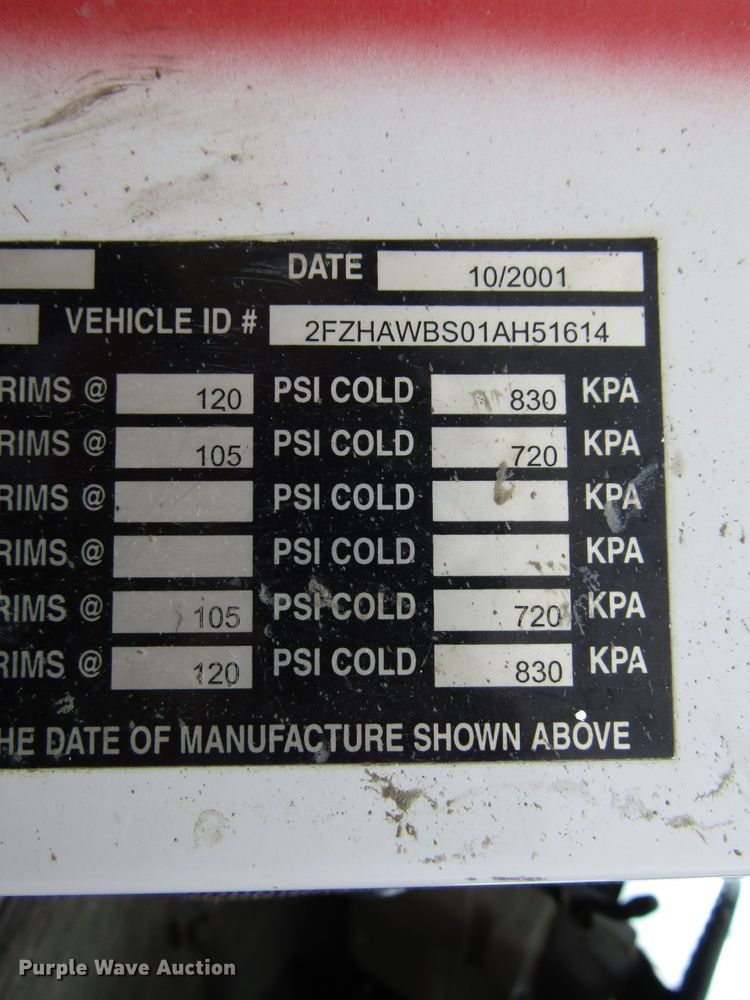 DATE 10/2001
VEHICLE ID # 2FZHAWBS01AH51614
RIMS @ 120 PSI COLD 830 KPA
RIMS @ 105 PSI COLD 720 KPA
RIMS @ PSI COLD KPA
RIMS @ PSI COLD KPA
RIMS @ 105 PSI COLD 720 KPA
RIMS @ 120 PSI COLD 830 KPA
HE DATE OF MANUFACTURE SHOWN ABOVE
Purple Wave Auction